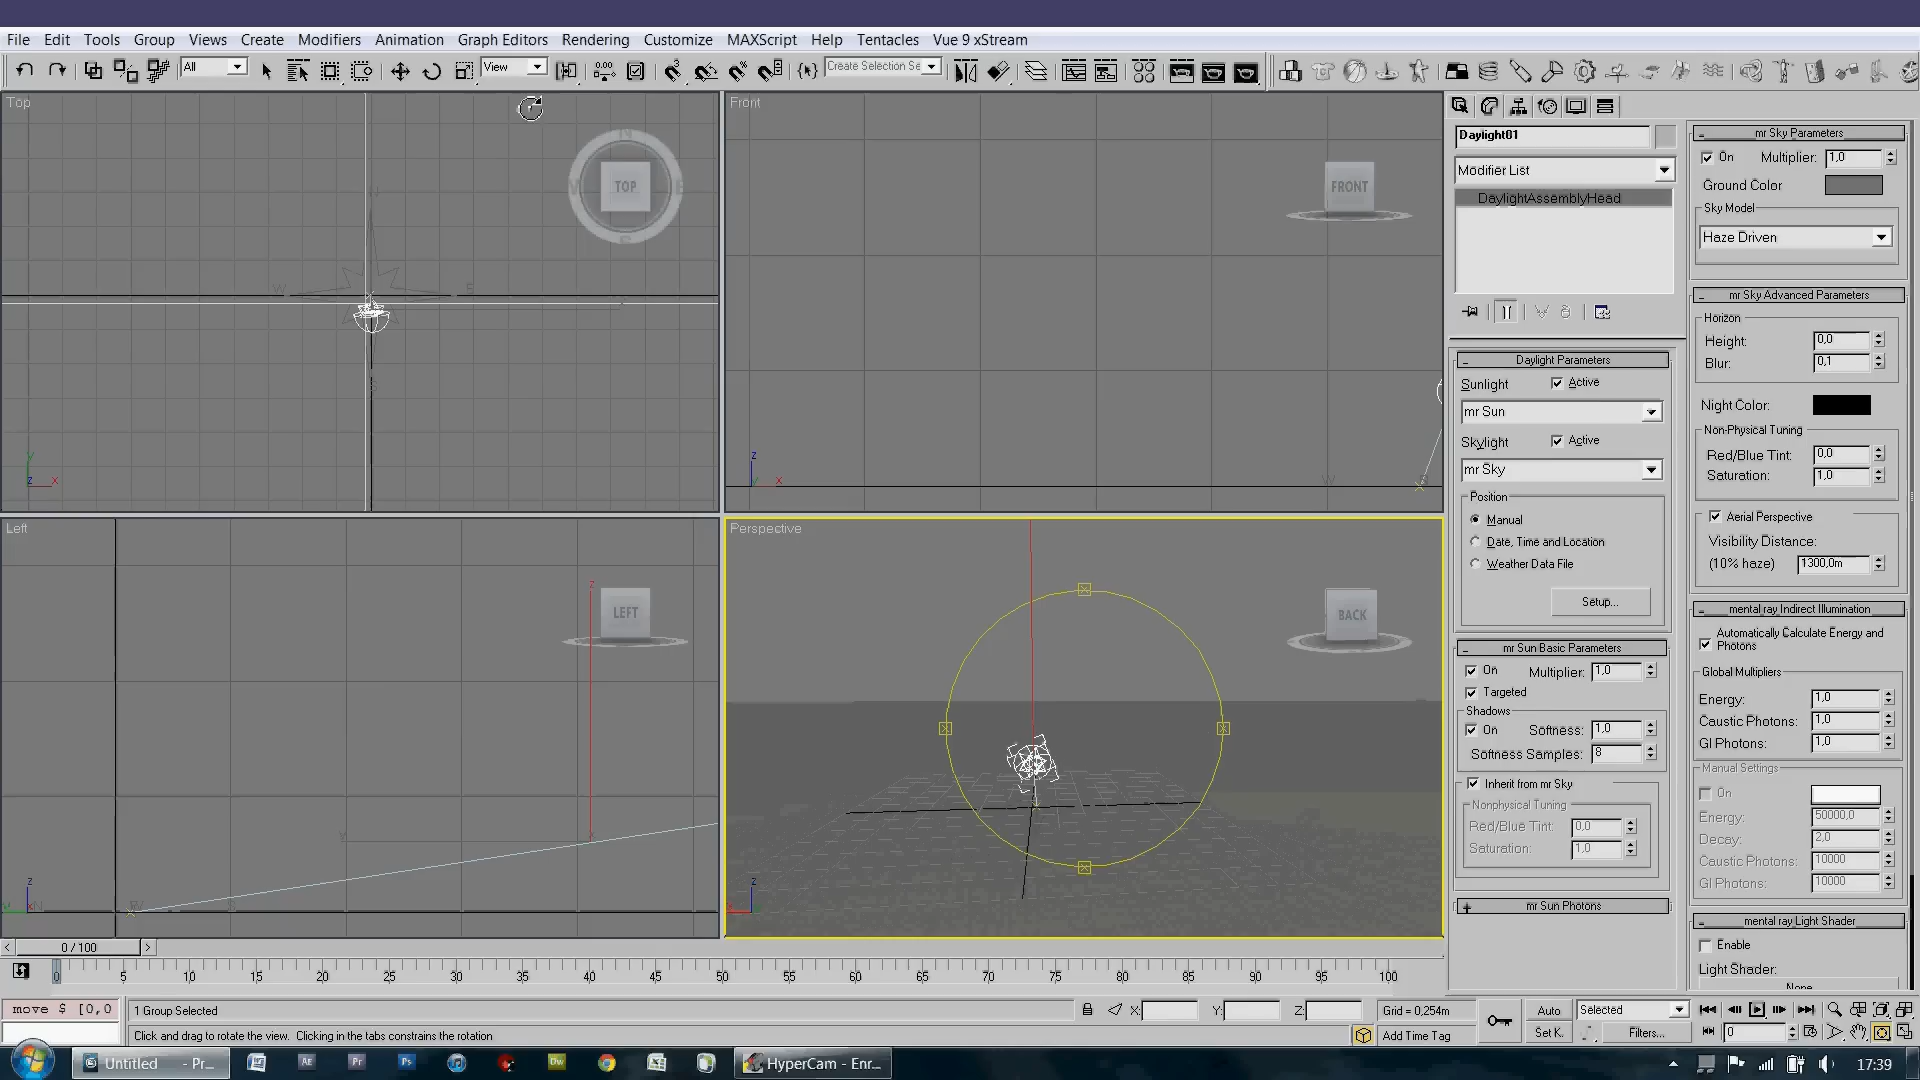 File Edit Tools Group Views Create Modifiers Animation Graph Editors Rendering Customize MAXScript Help Tentacles Vue 9 xStream
All
View
Create Selection Se
Top
TOP
Front
FRONT
Left
LEFT
Perspective
BACK
Daylight01
Modifier List
DaylightAssemblyHead
Daylight Parameters
Sunlight Active
mr Sun
Skylight Active
mr Sky
Position
Manual
Date, Time and Location
Weather Data File
Setup...
mr Sun Basic Parameters
On Multiplier: 1,0
Targeted
Shadows
On Softness: 1,0
Softness Samples: 8
Inherit from mr Sky
Nonphysical Tuning
Red/Blue Tint: 0,0
Saturation: 1,0
mr Sun Photons
mr Sky Parameters
On Multiplier: 1,0
Ground Color
Sky Model
Haze Driven
mr Sky Advanced Parameters
Horizon
Height: 0,0
Blur: 0,1
Night Color:
Non-Physical Tuning
Red/Blue Tint: 0,0
Saturation: 1,0
Aerial Perspective
Visibility Distance:
(10% haze) 1300,0m
mental ray Indirect Illumination
Automatically Calculate Energy and
Photons
Global Multipliers
Energy: 1,0
Caustic Photons: 1,0
GI Photons: 1,0
Manual Settings
On
Energy: 50000,0
Decay: 2,0
Caustic Photons: 10000
GI Photons: 10000
mental ray Light Shader
Enable
Light Shader:
None
0 / 100
0 5 10 15 20 25 30 35 40 45 50 55 60 65 70 75 80 85 90 95 100
move $ [0,0
1 Group Selected
X: Y: Z:
Grid = 0,254m
Auto
Selected
Click and drag to rotate the view. Clicking in the tabs constrains the rotation
Add Time Tag
Set K.
Filters...
0
Untitled - Pr...
HyperCam - Enr...
17:39